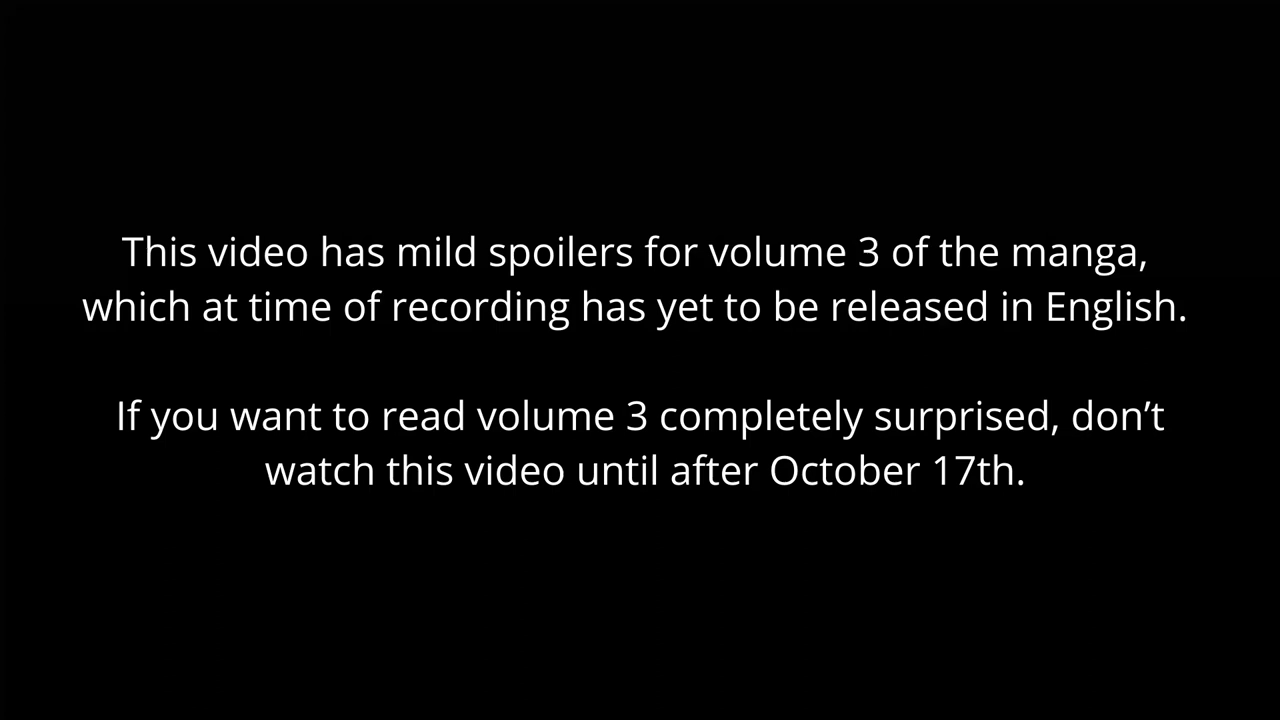 This video has mild spoilers for volume 3 of the manga,
which at time of recording has yet to be released in English.
If you want to read volume 3 completely surprised, don’t
watch this video until after October 17th.